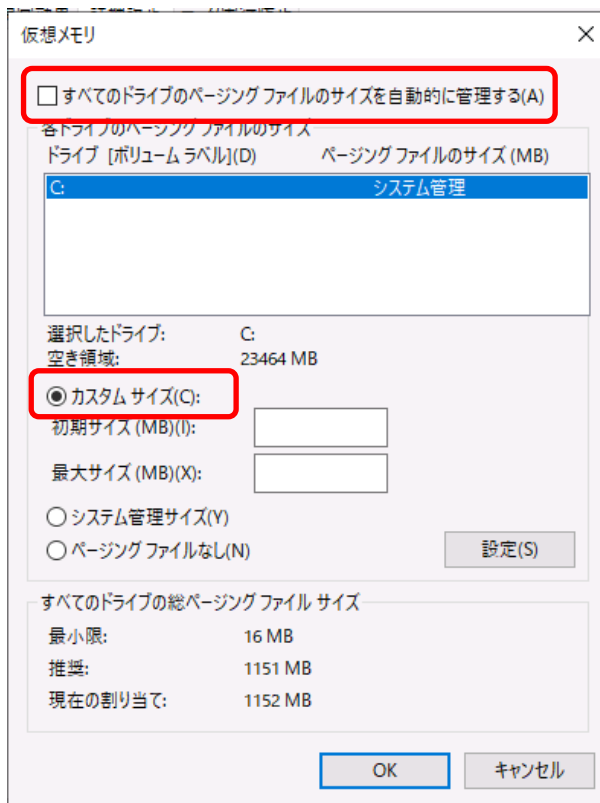 仮想メモリ
すべてのドライブのページング ファイルのサイズを自動的に管理する(A)
各ドライブのページング ファイルのサイズ
ドライブ [ボリューム ラベル](D) ページング ファイルのサイズ (MB)
C: システム管理
選択したドライブ: C:
空き領域: 23464 MB
カスタム サイズ(C):
初期サイズ (MB)(I):
最大サイズ (MB)(X):
システム管理サイズ(Y)
ページング ファイルなし(N) 設定(S)
すべてのドライブの総ページング ファイル サイズ
最小限: 16 MB
推奨: 1151 MB
現在の割り当て: 1152 MB
OK キャンセル